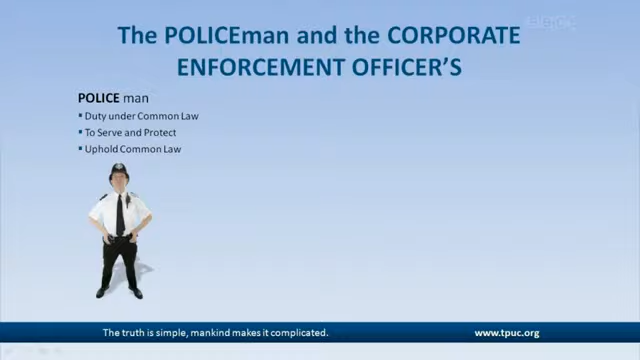 The POLICEman and the CORPORATE
ENFORCEMENT OFFICER'S
POLICE man
Duty under Common Law
To Serve and Protect
Uphold Common Law
The truth is simple, mankind makes it complicated.
www.tpuc.org